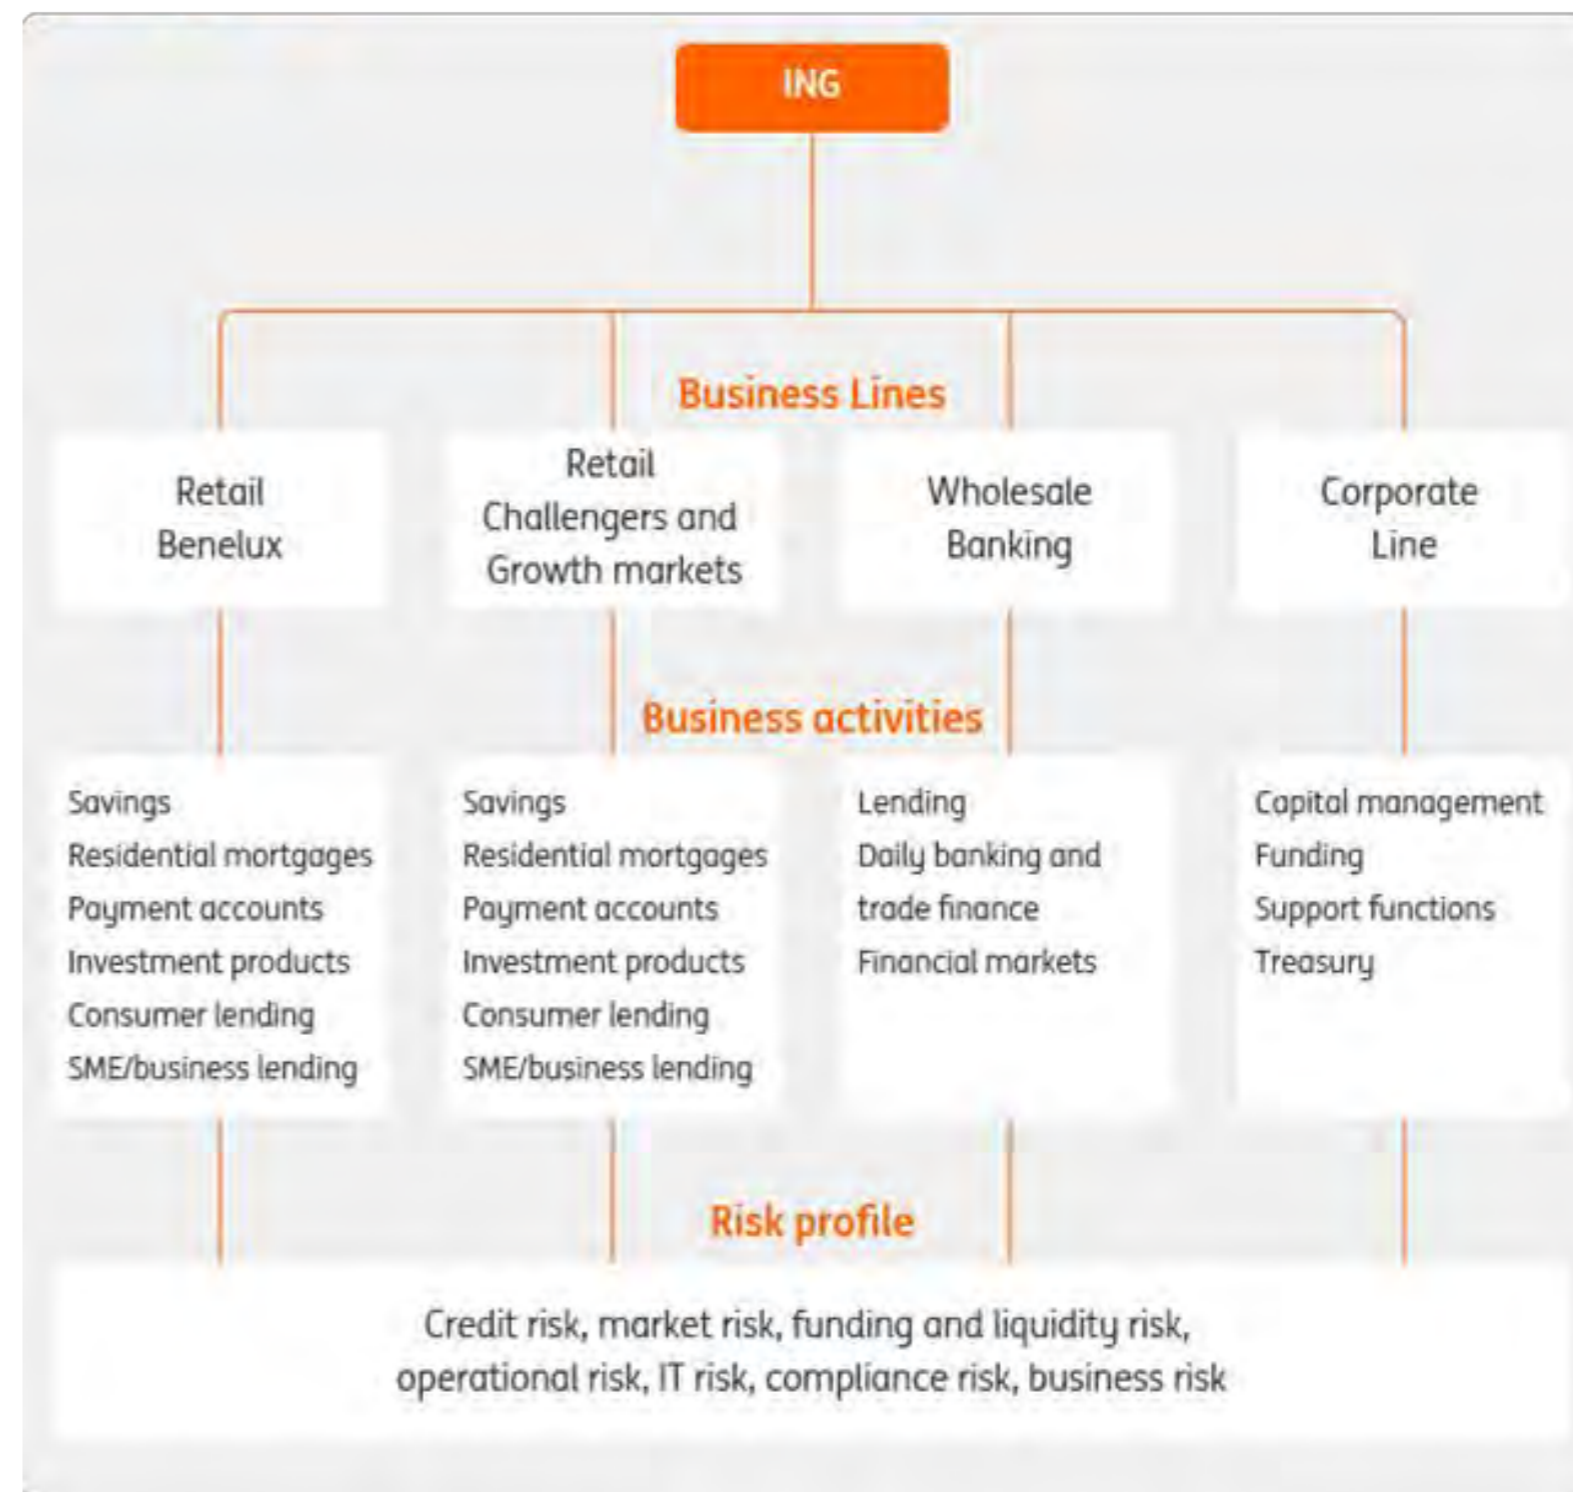 ING
Business Lines
Retail
Benelux
Retail
Challengers and
Growth markets
Wholesale
Banking
Corporate
Line
Business activities
Savings
Residential mortgages
Payment accounts
Investment products
Consumer lending
SME/business lending
Savings
Residential mortgages
Payment accounts
Investment products
Consumer lending
SME/business lending
Lending
Daily banking and
trade finance
Financial markets
Capital management
Funding
Support functions
Treasury
Risk profile
Credit risk, market risk, funding and liquidity risk,
operational risk, IT risk, compliance risk, business risk